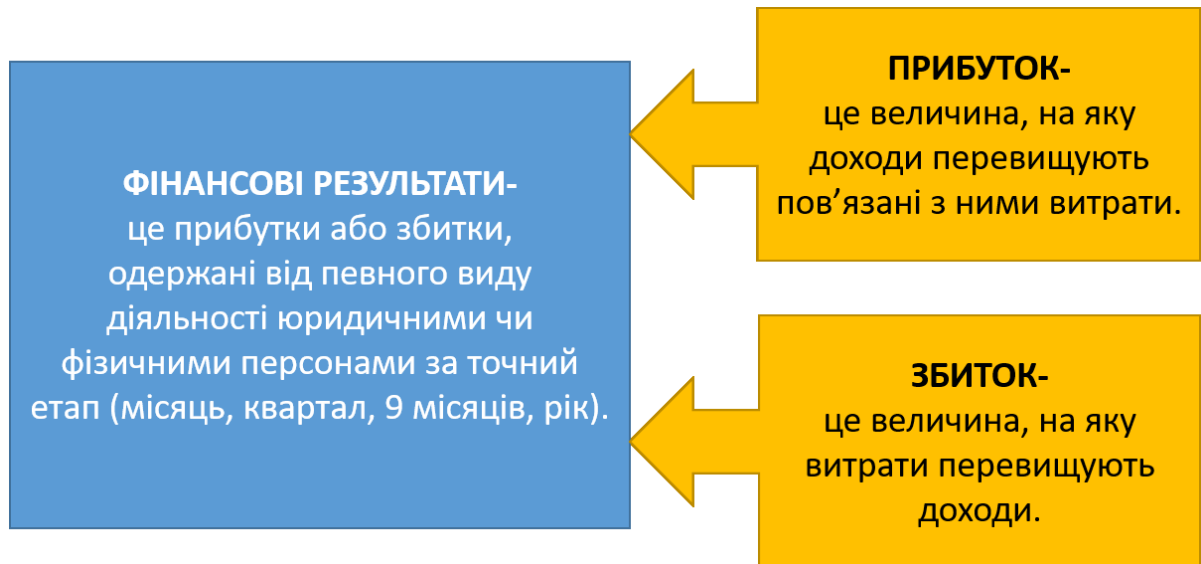 ФІНАНСОВІ РЕЗУЛЬТАТИ-
це прибутки або збитки,
одержані від певного виду
діяльності юридичними чи
фізичними персонами за точний
етап (місяць, квартал, 9 місяців, рік).
ПРИБУТОК-
це величина, на яку
доходи перевищують
пов’язані з ними витрати.
ЗБИТОК-
це величина, на яку
витрати перевищують
доходи.